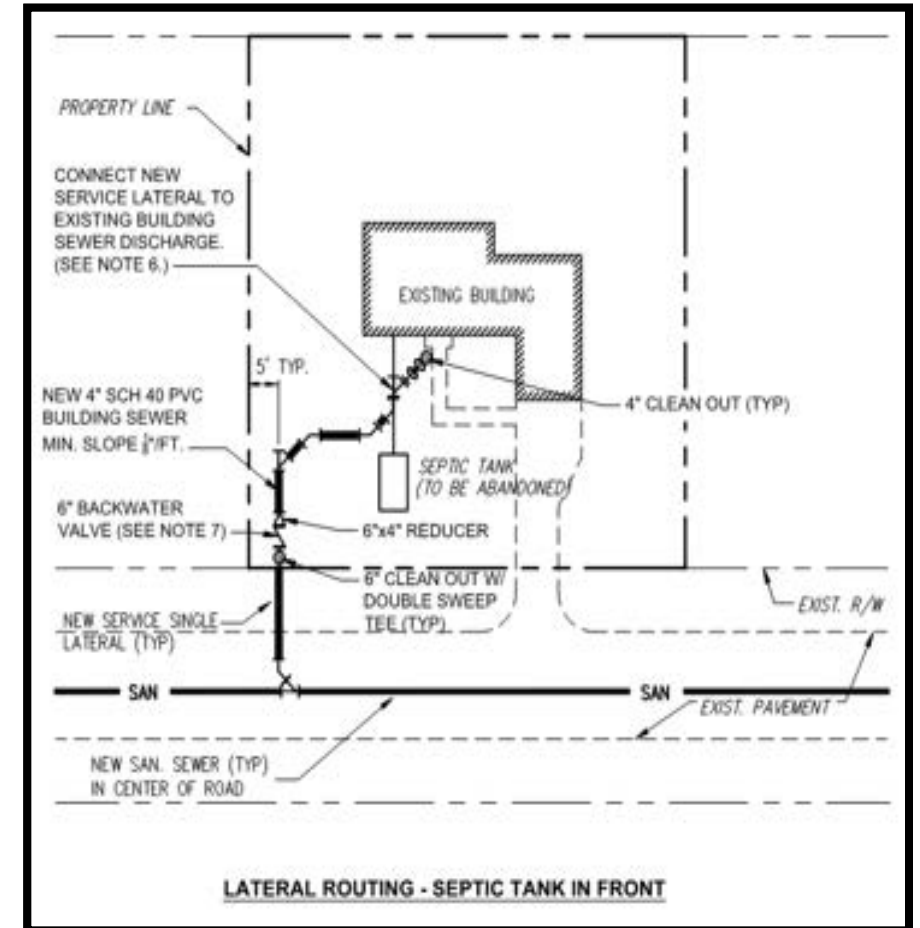 PROPERTY LINE
CONNECT NEW
SERVICE LATERAL TO
EXISTING BUILDING
SEWER DISCHARGE.
(SEE NOTE 6.)
EXISTING BUILDING
5' TYP.
NEW 4" SCH 40 PVC
BUILDING SEWER
MIN. SLOPE "/FT.
4" CLEAN OUT (TYP)
SEPTIC TANK
(TO BE ABANDONED)
6" BACKWATER
VALVE (SEE NOTE 7)
6"x4" REDUCER
6" CLEAN OUT W/
DOUBLE SWEEP
TEE (TYP)
EXIST. R/W
NEW SERVICE SINGLE
LATERAL (TYP)
SAN
SAN
EXIST. PAVEMENT
NEW SAN. SEWER (TYP)
IN CENTER OF ROAD
LATERAL ROUTING - SEPTIC TANK IN FRONT